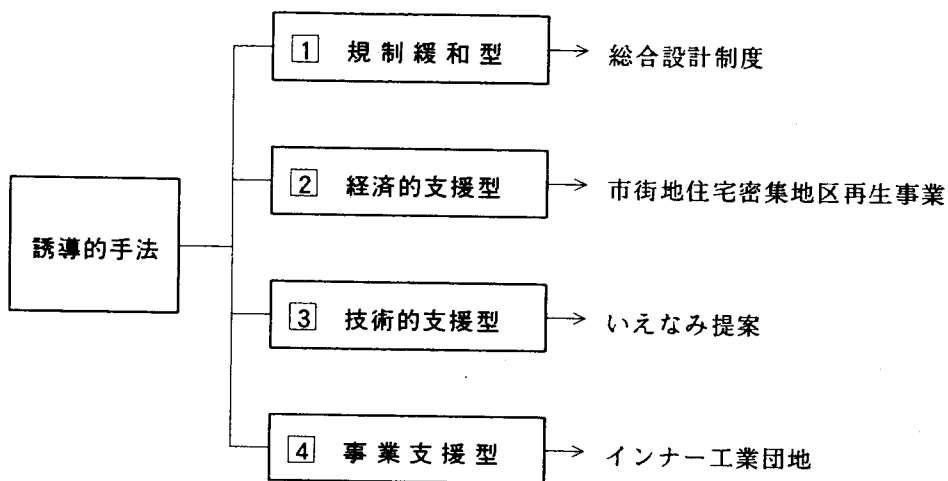 1 規制緩和型 → 総合設計制度
2 経済的支援型 → 市街地住宅密集地区再生事業
誘導的手法
3 技術的支援型 → いえなみ提案
4 事業支援型 → インナー工業団地